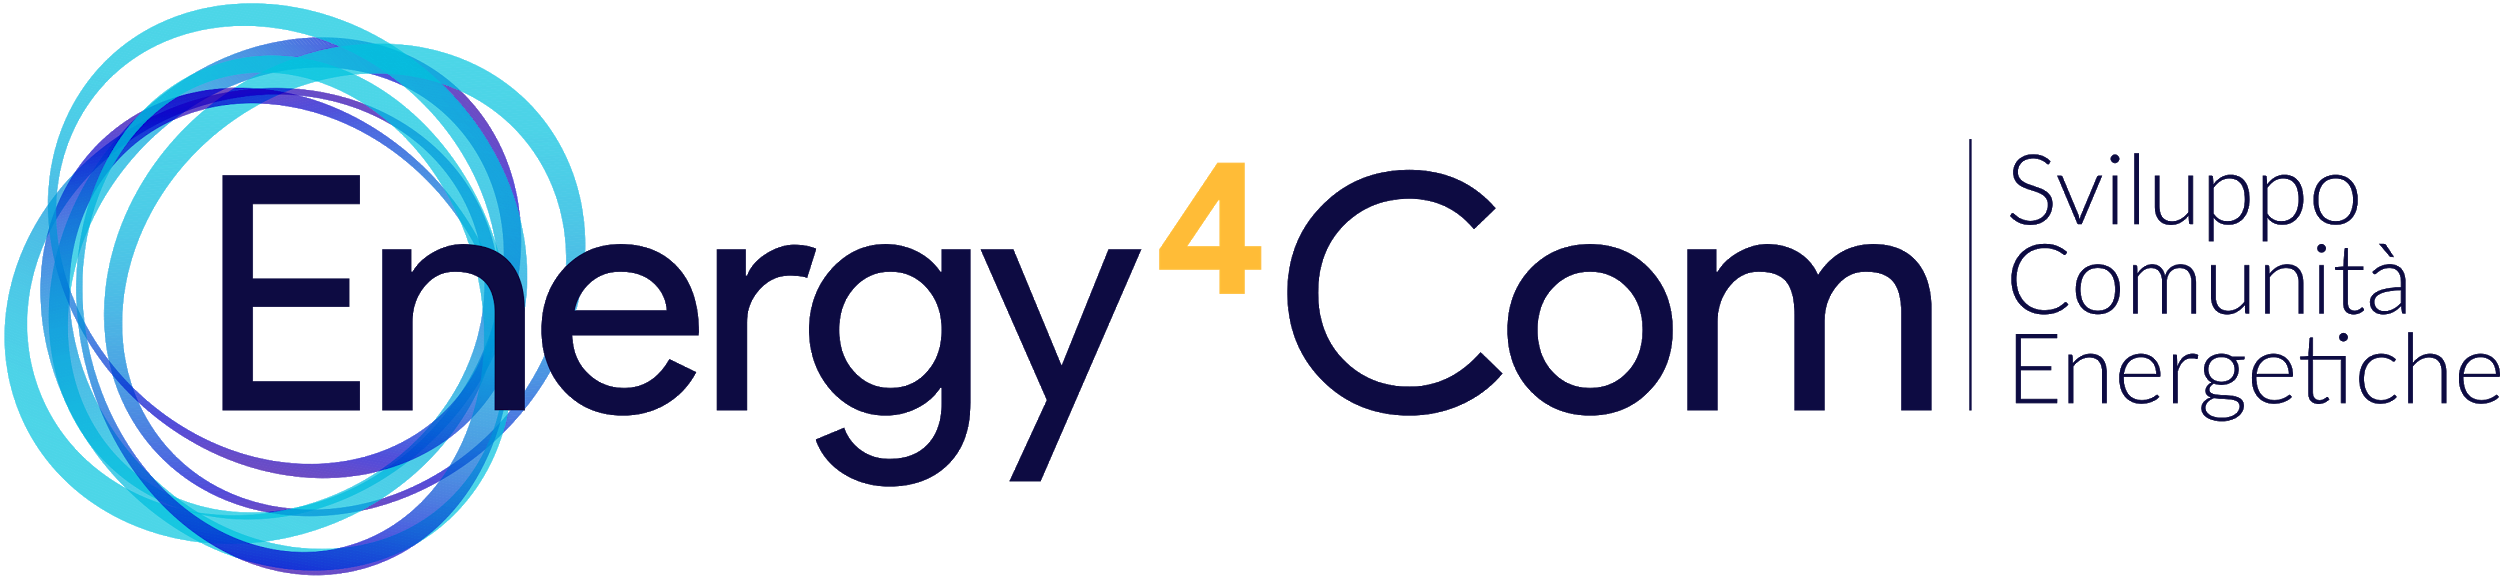 Energy4Com
Sviluppo
Comunità
Energetiche